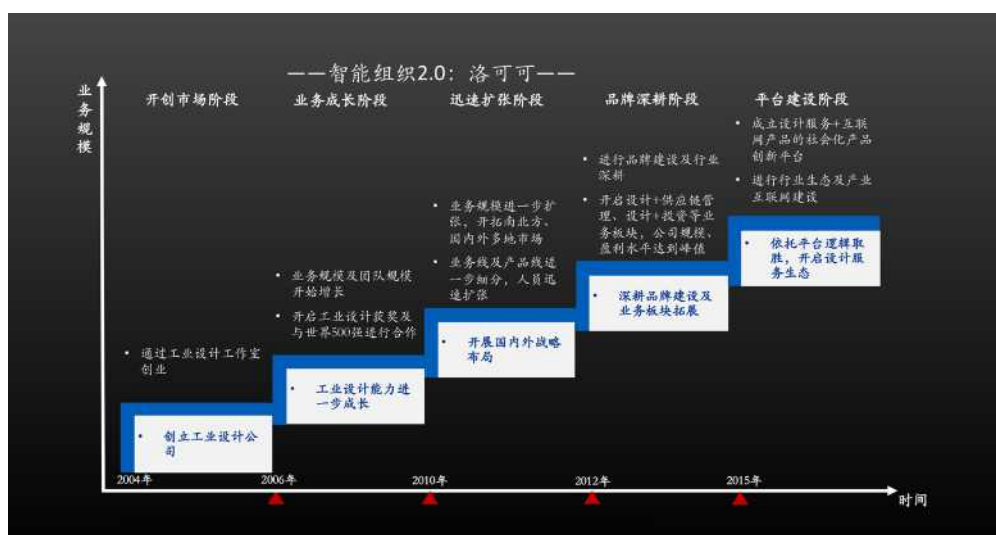 ——智能组织2.0：洛可可——
业务规模
开创市场阶段
业务成长阶段
迅速扩张阶段
品牌深耕阶段
平台建设阶段
• 通过工业设计工作室
创业
• 业务规模及团队规模
开始增长
• 开启工业设计获奖及
与世界500强进行合作
• 业务规模进一步扩
张，开拓南北方、
国内外多地市场
• 业务线及产品线进
一步细分，人员迅
速扩张
• 进行品牌建设及行业
深耕
• 开启设计+供应链管
理、设计+投资等业
务板块，公司规模、
盈利水平达到峰值
• 成立设计服务+互联
网产品的社会化产品
创新平台
• 进行行业生态及产业
互联网建设
• 创立工业设计公
司
• 工业设计能力进
一步成长
• 开展国内外战略
布局
• 深耕品牌建设及
业务板块拓展
• 依托平台逻辑取
胜，开启设计服
务生态
2004年
2006年
2010年
2012年
2015年
时间